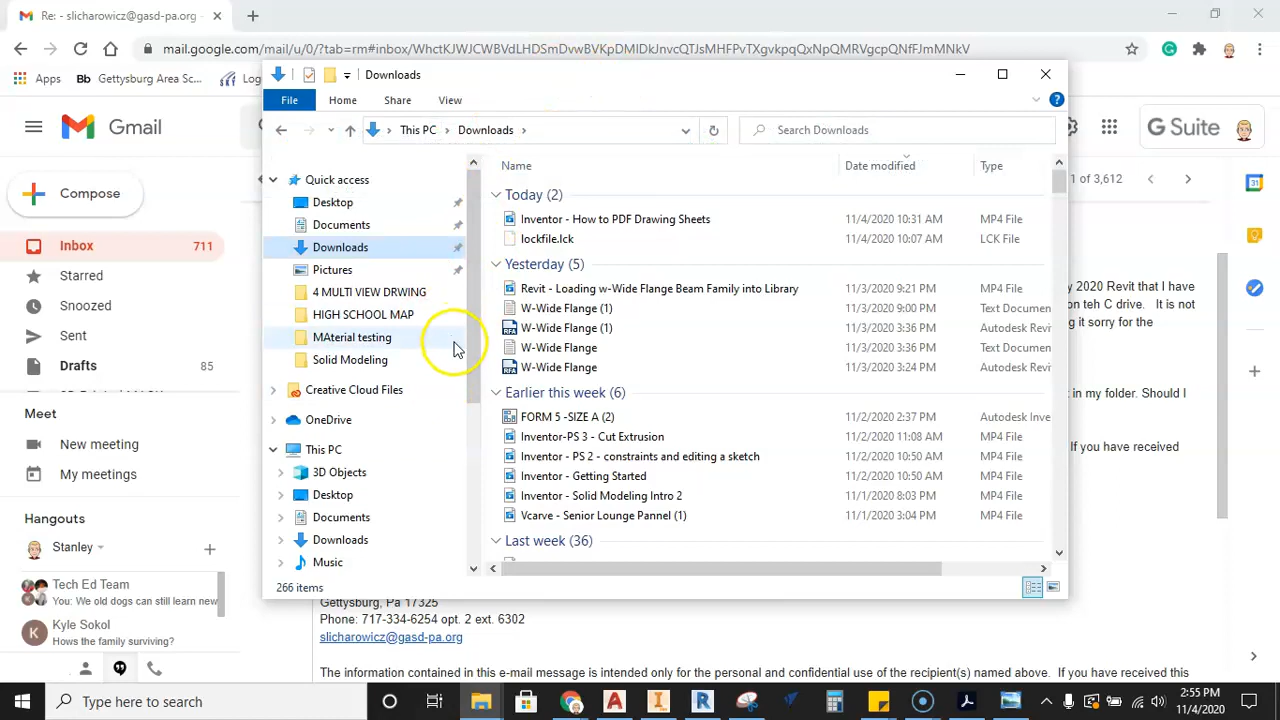 Re: - slicharowicz@gasd-pa.org
mail.google.com/mail/u/0/?tab=rm#inbox/WhctKJWJCWBVdLHDSmDvwBVKpDMlDkJnvcQTJsMHFPvTXgvkpqQxNpQMRVgcpQNfFJmMNkV
Apps
Bb Gettysburg Area Sc...
Log
Gmail
G Suite
Compose
1 of 3,612
Inbox 711
Starred
Snoozed
Sent
Drafts 85
Meet
New meeting
My meetings
Hangouts
Stanley
Tech Ed Team
You: We old dogs can still learn new
Kyle Sokol
Hows the family surviving?
Downloads
File Home Share View
This PC Downloads
Search Downloads
Quick access
Desktop
Documents
Downloads
Pictures
4 MULTI VIEW DRWING
HIGH SCHOOL MAP
MAterial testing
Solid Modeling
Creative Cloud Files
OneDrive
This PC
3D Objects
Desktop
Documents
Downloads
Music
Name Date modified Type
Today (2)
Inventor - How to PDF Drawing Sheets 11/4/2020 10:31 AM MP4 File
lockfile.lck 11/4/2020 10:07 AM LCK File
Yesterday (5)
Revit - Loading w-Wide Flange Beam Family into Library 11/3/2020 9:21 PM MP4 File
W-Wide Flange (1) 11/3/2020 9:00 PM Text Documen
W-Wide Flange (1) 11/3/2020 3:36 PM Autodesk Revi
W-Wide Flange 11/3/2020 3:36 PM Text Documen
W-Wide Flange 11/3/2020 3:24 PM Autodesk Revi
Earlier this week (6)
FORM 5 -SIZE A (2) 11/2/2020 2:37 PM Autodesk Inve
Inventor-PS 3 - Cut Extrusion 11/2/2020 11:08 AM MP4 File
Inventor - PS 2 - constraints and editing a sketch 11/2/2020 10:50 AM MP4 File
Inventor - Getting Started 11/2/2020 10:50 AM MP4 File
Inventor - Solid Modeling Intro 2 11/1/2020 8:03 PM MP4 File
Vcarve - Senior Lounge Pannel (1) 11/1/2020 3:04 PM MP4 File
Last week (36)
266 items
y 2020 Revit that I have
on teh C drive. It is not
g it sorry for the
t in my folder. Should I
If you have received
Gettysburg, Pa 17325
Phone: 717-334-6254 opt. 2 ext. 6302
slicharowicz@gasd-pa.org
The information contained in this e-mail message is intended only for the personal and confidential use of the recipient(s) named above. If you have received this
Type here to search
2:55 PM
11/4/2020